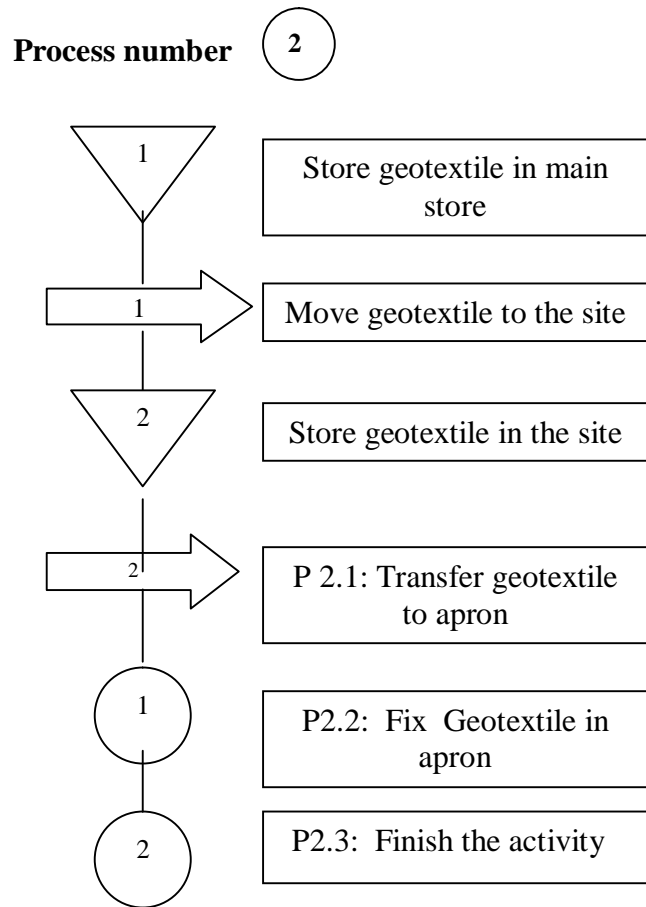 Process number 2
1
Store geotextile in main
store
1
Move geotextile to the site
2
Store geotextile in the site
2
P 2.1: Transfer geotextile
to apron
1
P2.2: Fix Geotextile in
apron
2
P2.3: Finish the activity